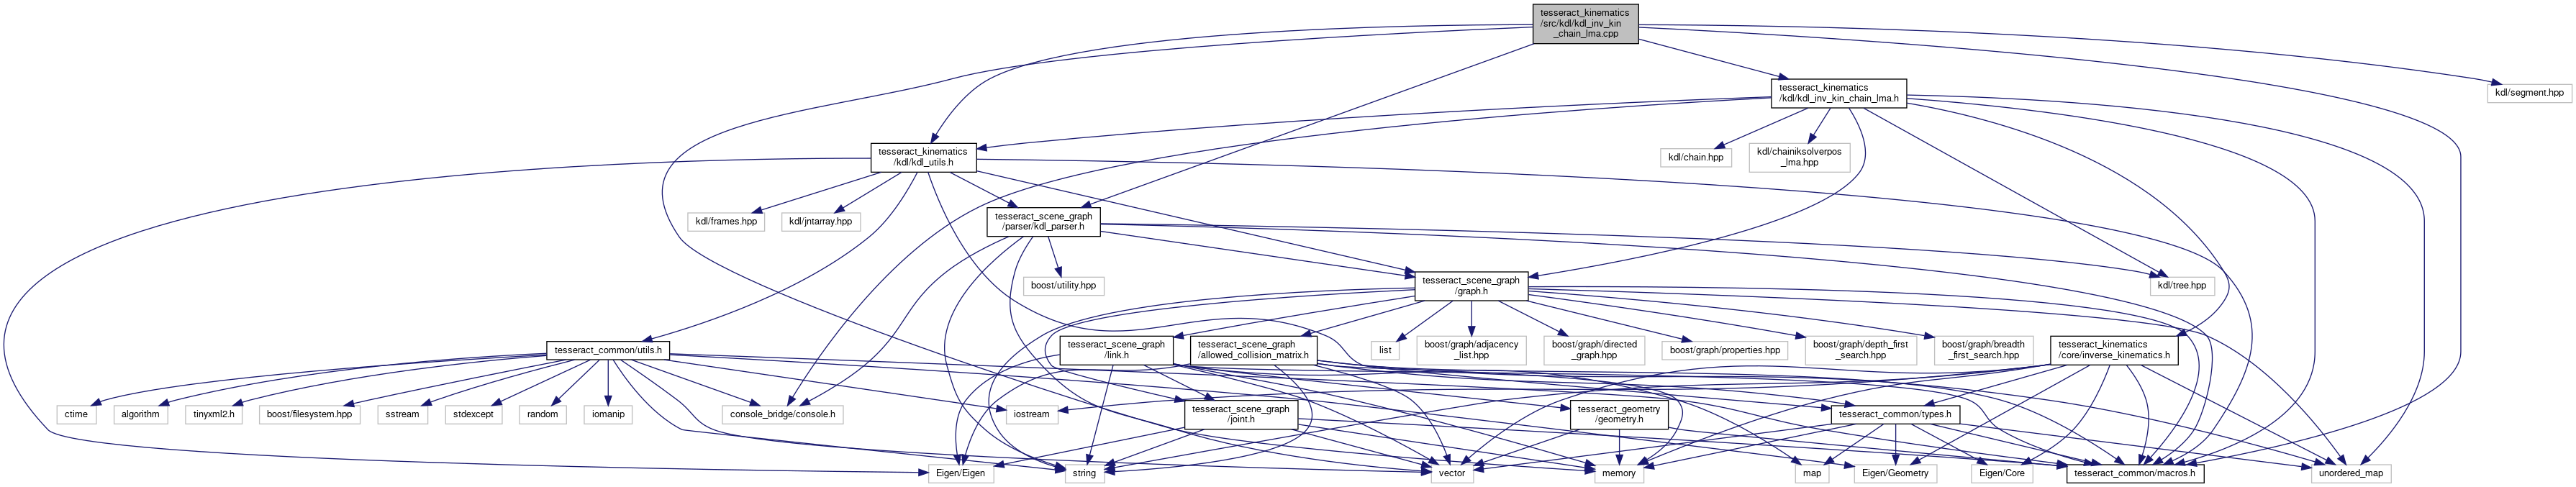 tesseract_kinematics
/src/kdl/kdl_inv_kin
_chain_lma.cpp
tesseract_kinematics
/kdl/kdl_inv_kin_chain_lma.h
kdl/segment.hpp
tesseract_kinematics
/kdl/kdl_utils.h
kdl/chain.hpp
kdl/chainiksolverpos
_lma.hpp
kdl/frames.hpp
kdl/jntarray.hpp
tesseract_scene_graph
/parser/kdl_parser.h
boost/utility.hpp
tesseract_scene_graph
/graph.h
kdl/tree.hpp
tesseract_common/utils.h
tesseract_scene_graph
/link.h
tesseract_scene_graph
/allowed_collision_matrix.h
list
boost/graph/adjacency
_list.hpp
boost/graph/directed
_graph.hpp
boost/graph/properties.hpp
boost/graph/depth_first
_search.hpp
boost/graph/breadth
_first_search.hpp
tesseract_kinematics
/core/inverse_kinematics.h
ctime
algorithm
tinyxml2.h
boost/filesystem.hpp
sstream
stdexcept
random
iomanip
console_bridge/console.h
iostream
tesseract_scene_graph
/joint.h
tesseract_geometry
/geometry.h
tesseract_common/types.h
Eigen/Eigen
string
vector
memory
map
Eigen/Geometry
Eigen/Core
tesseract_common/macros.h
unordered_map